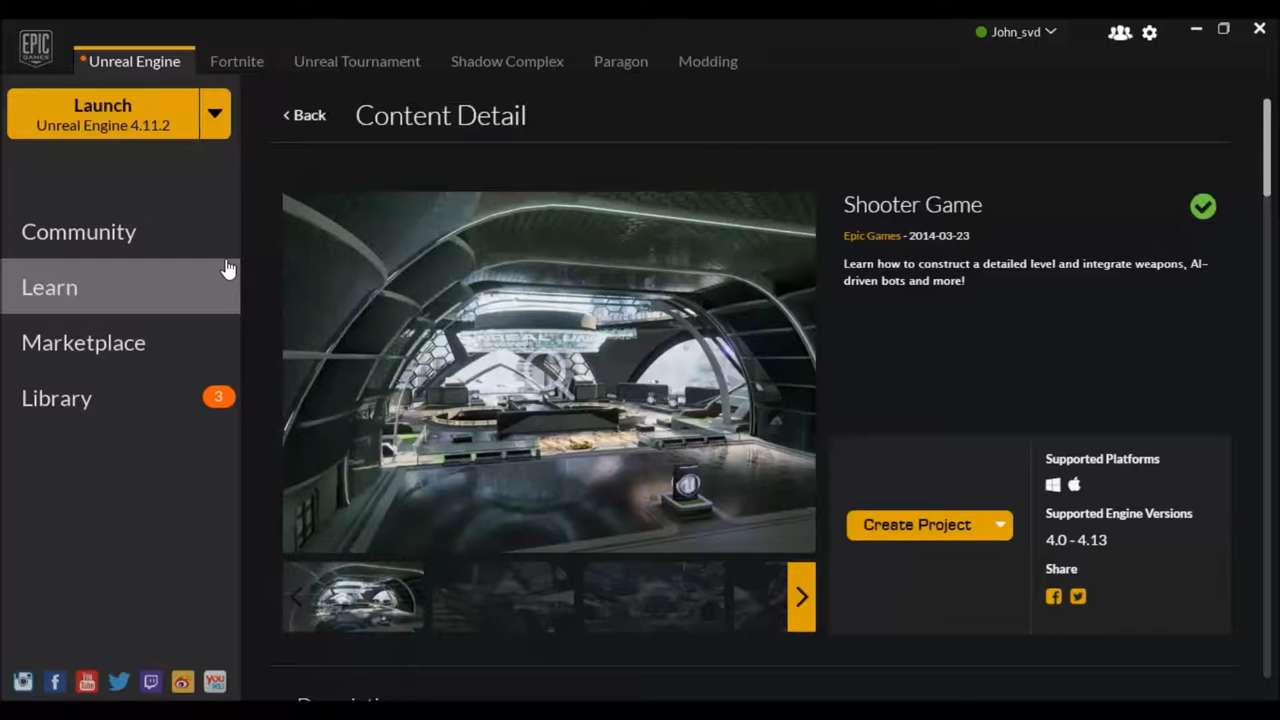 EPIC
GAMES
Unreal Engine
Fortnite
Unreal Tournament
Shadow Complex
Paragon
Modding
John_svd
Launch
Unreal Engine 4.11.2
Community
Learn
Marketplace
Library
3
Back
Content Detail
Shooter Game
Epic Games - 2014-03-23
Learn how to construct a detailed level and integrate weapons, AI-
driven bots and more!
Create Project
Supported Platforms
Supported Engine Versions
4.0 - 4.13
Share
You